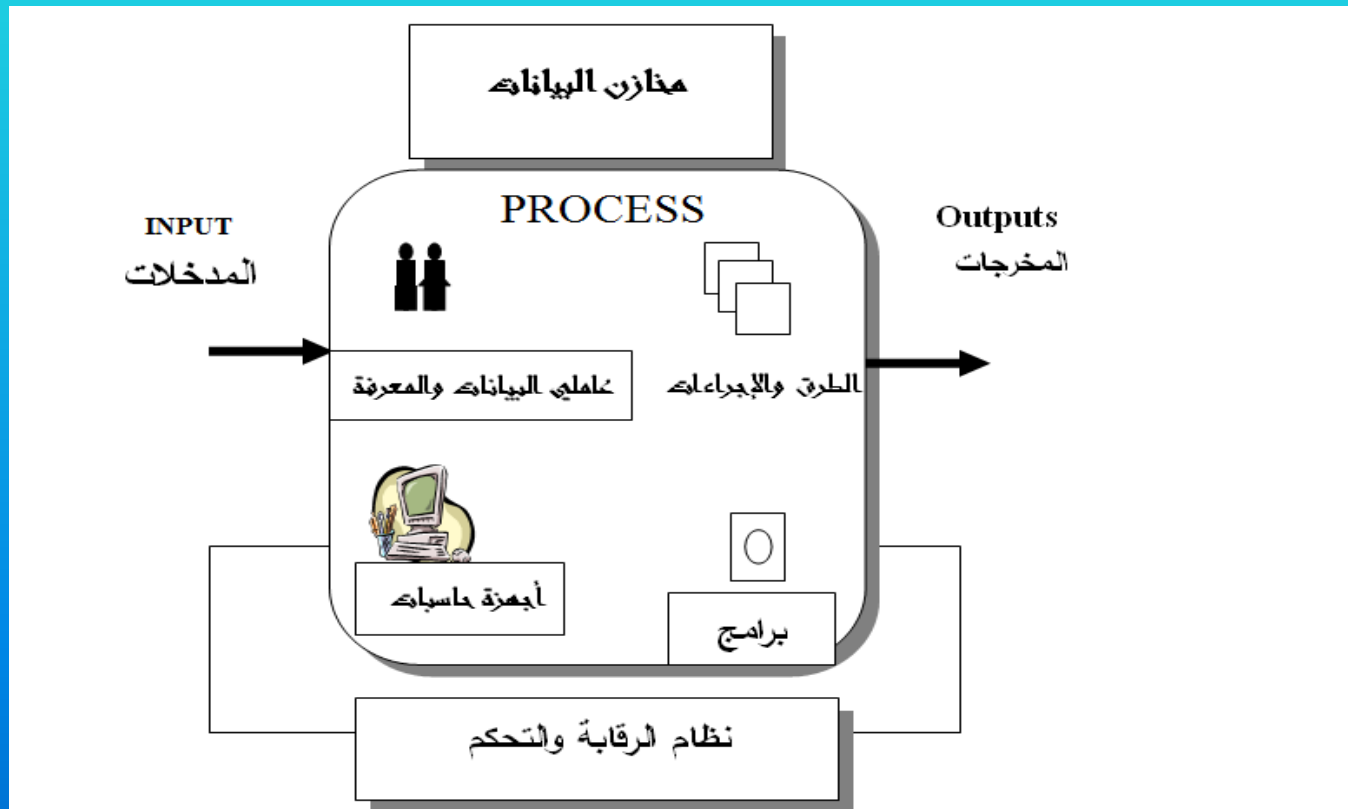 مخازن البيانات
PROCESS
INPUT
المدخلات
Outputs
المخرجات
عاملي البيانات والمعرفة
الطرق والإجراءات
أجهزة حاسبات
برامج
نظام الرقابة والتحكم